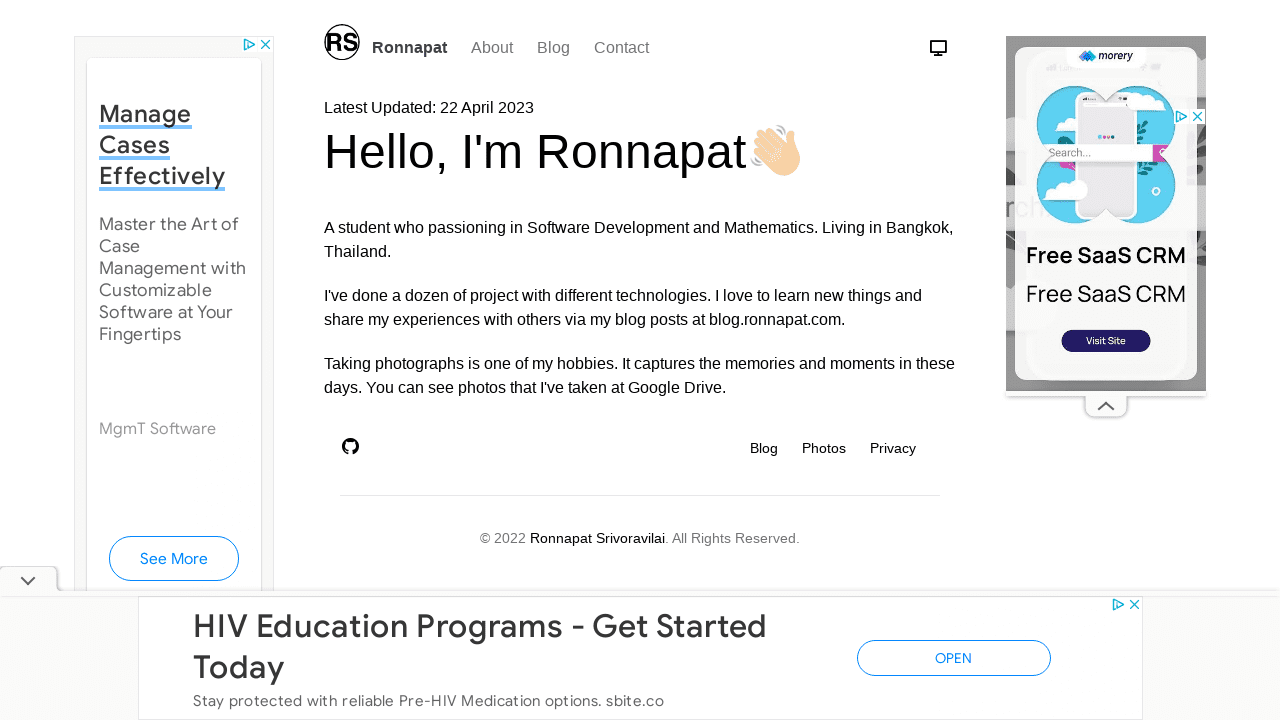 RS
Ronnapat About Blog Contact
Latest Updated: 22 April 2023
Hello, I'm Ronnapat
A student who passioning in Software Development and Mathematics. Living in Bangkok,
Thailand.
I've done a dozen of project with different technologies. I love to learn new things and
share my experiences with others via my blog posts at blog.ronnapat.com.
Taking photographs is one of my hobbies. It captures the memories and moments in these
days. You can see photos that I've taken at Google Drive.
Blog Photos Privacy
© 2022 Ronnapat Srivoravilai. All Rights Reserved.
Manage
Cases
Effectively
Master the Art of
Case
Management with
Customizable
Software at Your
Fingertips
MgmT Software
See More
morery
Search...
Free SaaS CRM
Free SaaS CRM
Visit Site
HIV Education Programs - Get Started
Today
Stay protected with reliable Pre-HIV Medication options. sbite.co
OPEN